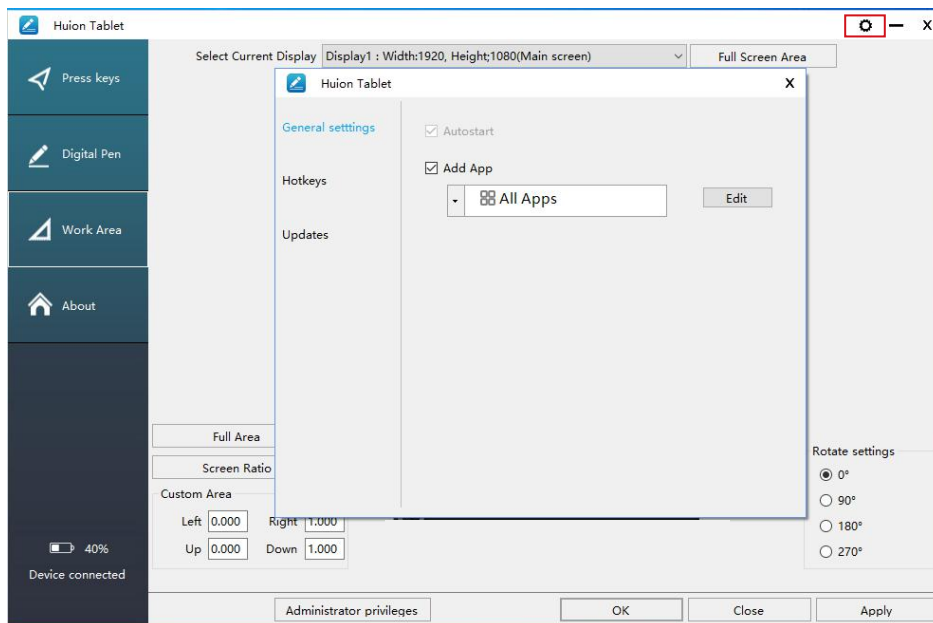 Huion Tablet
X
Press keys
Digital Pen
Work Area
About
40%
Device connected
Select Current Display Display1 : Width:1920, Height;1080(Main screen) Full Screen Area
Huion Tablet X
General setttings
Hotkeys
Updates
Autostart
Add App
All Apps Edit
Full Area
Screen Ratio
Custom Area
Left 0.000 Right 1.000
Up 0.000 Down 1.000
Rotate settings
0°
90°
180°
270°
Administrator privileges OK Close Apply